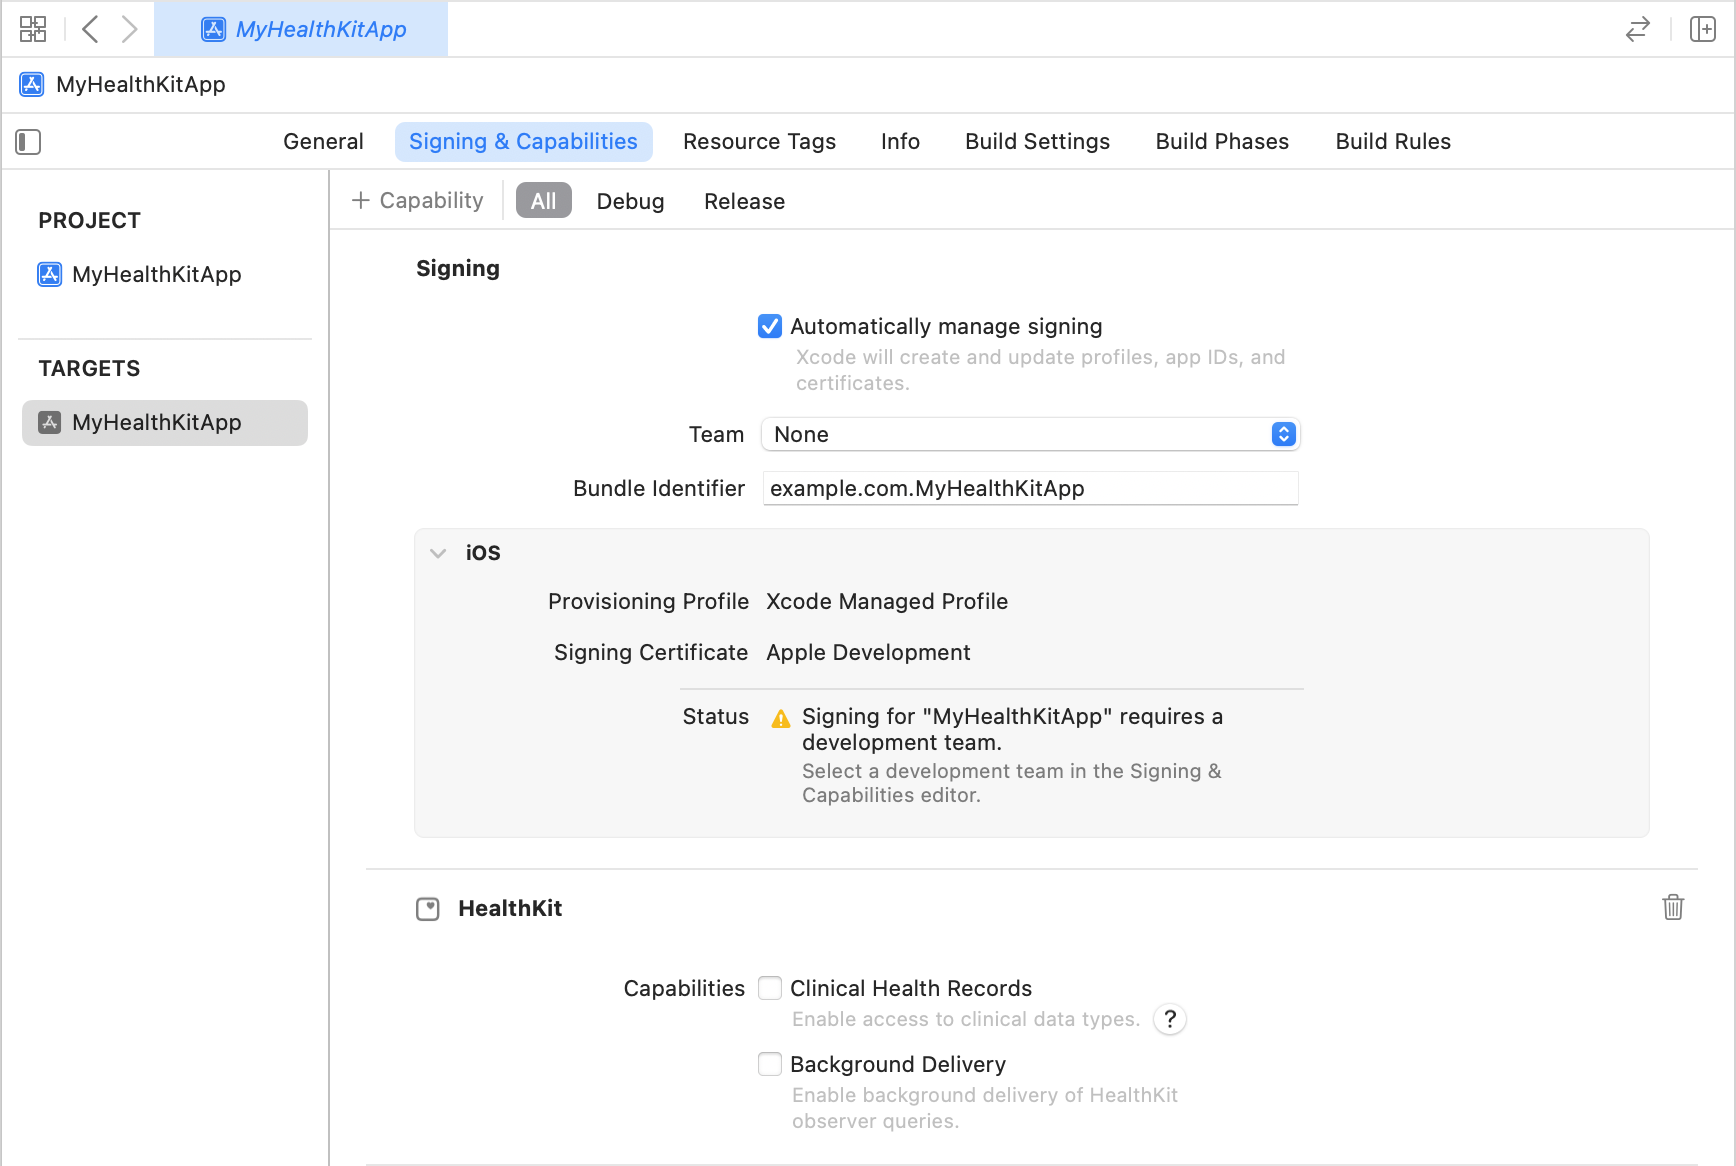 MyHealthKitApp
MyHealthKitApp
General Signing & Capabilities Resource Tags Info Build Settings Build Phases Build Rules
PROJECT
MyHealthKitApp
TARGETS
MyHealthKitApp
+ Capability All Debug Release
Signing
Automatically manage signing
Xcode will create and update profiles, app IDs, and
certificates.
Team None
Bundle Identifier example.com.MyHealthKitApp
iOS
Provisioning Profile Xcode Managed Profile
Signing Certificate Apple Development
Status Signing for "MyHealthKitApp" requires a
development team.
Select a development team in the Signing &
Capabilities editor.
HealthKit
Capabilities Clinical Health Records
Enable access to clinical data types. ?
Background Delivery
Enable background delivery of HealthKit
observer queries.